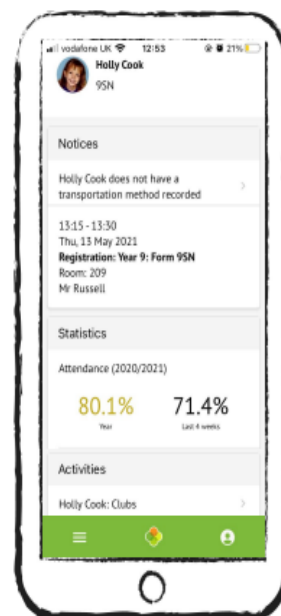 vodafone UK 12:53 21%
Holly Cook
9SN
Notices
Holly Cook does not have a
transportation method recorded
13:15 - 13:30
Thu, 13 May 2021
Registration: Year 9: Form 9SN
Room: 209
Mr Russell
Statistics
Attendance (2020/2021)
80.1% 71.4%
Year Last 4 weeks
Activities
Holly Cook: Clubs